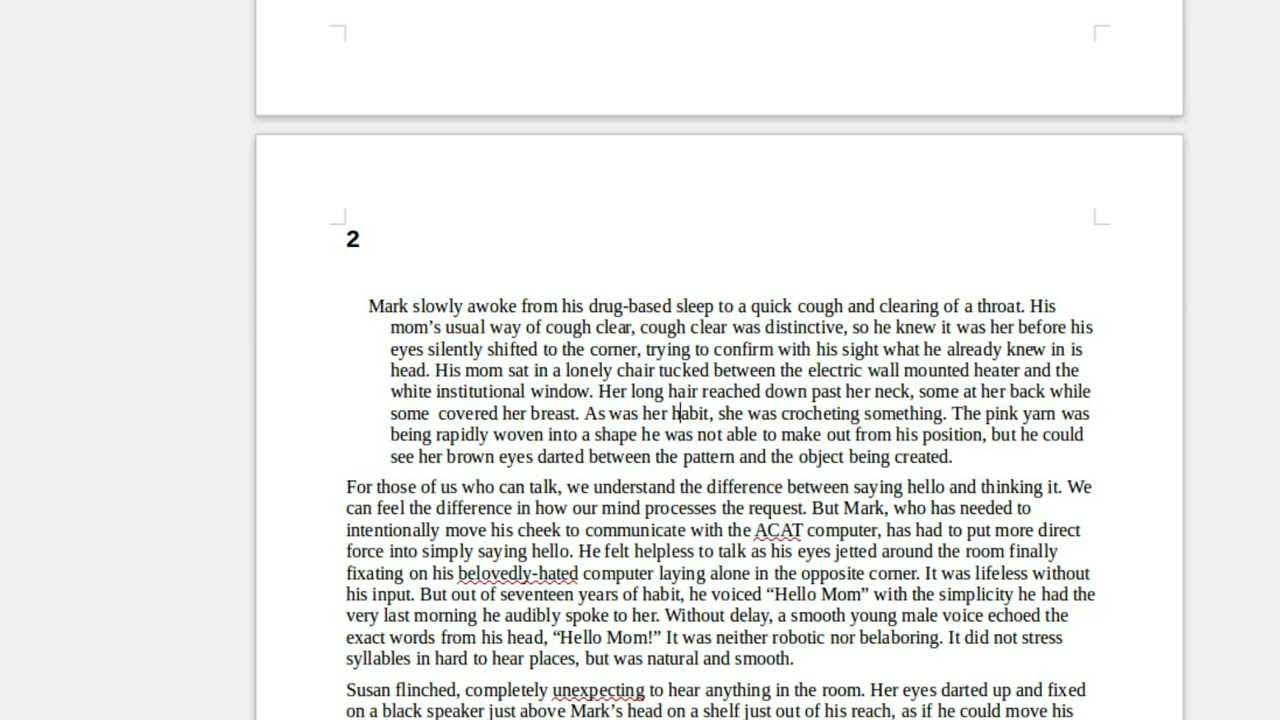 2
Mark slowly awoke from his drug-based sleep to a quick cough and clearing of a throat. His
mom’s usual way of cough clear, cough clear was distinctive, so he knew it was her before his
eyes silently shifted to the corner, trying to confirm with his sight what he already knew in is
head. His mom sat in a lonely chair tucked between the electric wall mounted heater and the
white institutional window. Her long hair reached down past her neck, some at her back while
some  covered her breast. As was her habit, she was crocheting something. The pink yarn was
being rapidly woven into a shape he was not able to make out from his position, but he could
see her brown eyes darted between the pattern and the object being created.
For those of us who can talk, we understand the difference between saying hello and thinking it. We
can feel the difference in how our mind processes the request. But Mark, who has needed to
intentionally move his cheek to communicate with the ACAT computer, has had to put more direct
force into simply saying hello. He felt helpless to talk as his eyes jetted around the room finally
fixating on his belovedly-hated computer laying alone in the opposite corner. It was lifeless without
his input. But out of seventeen years of habit, he voiced “Hello Mom” with the simplicity he had the
very last morning he audibly spoke to her. Without delay, a smooth young male voice echoed the
exact words from his head, “Hello Mom!” It was neither robotic nor belaboring. It did not stress
syllables in hard to hear places, but was natural and smooth.
Susan flinched, completely unexpecting to hear anything in the room. Her eyes darted up and fixed
on a black speaker just above Mark’s head on a shelf just out of his reach, as if he could move his